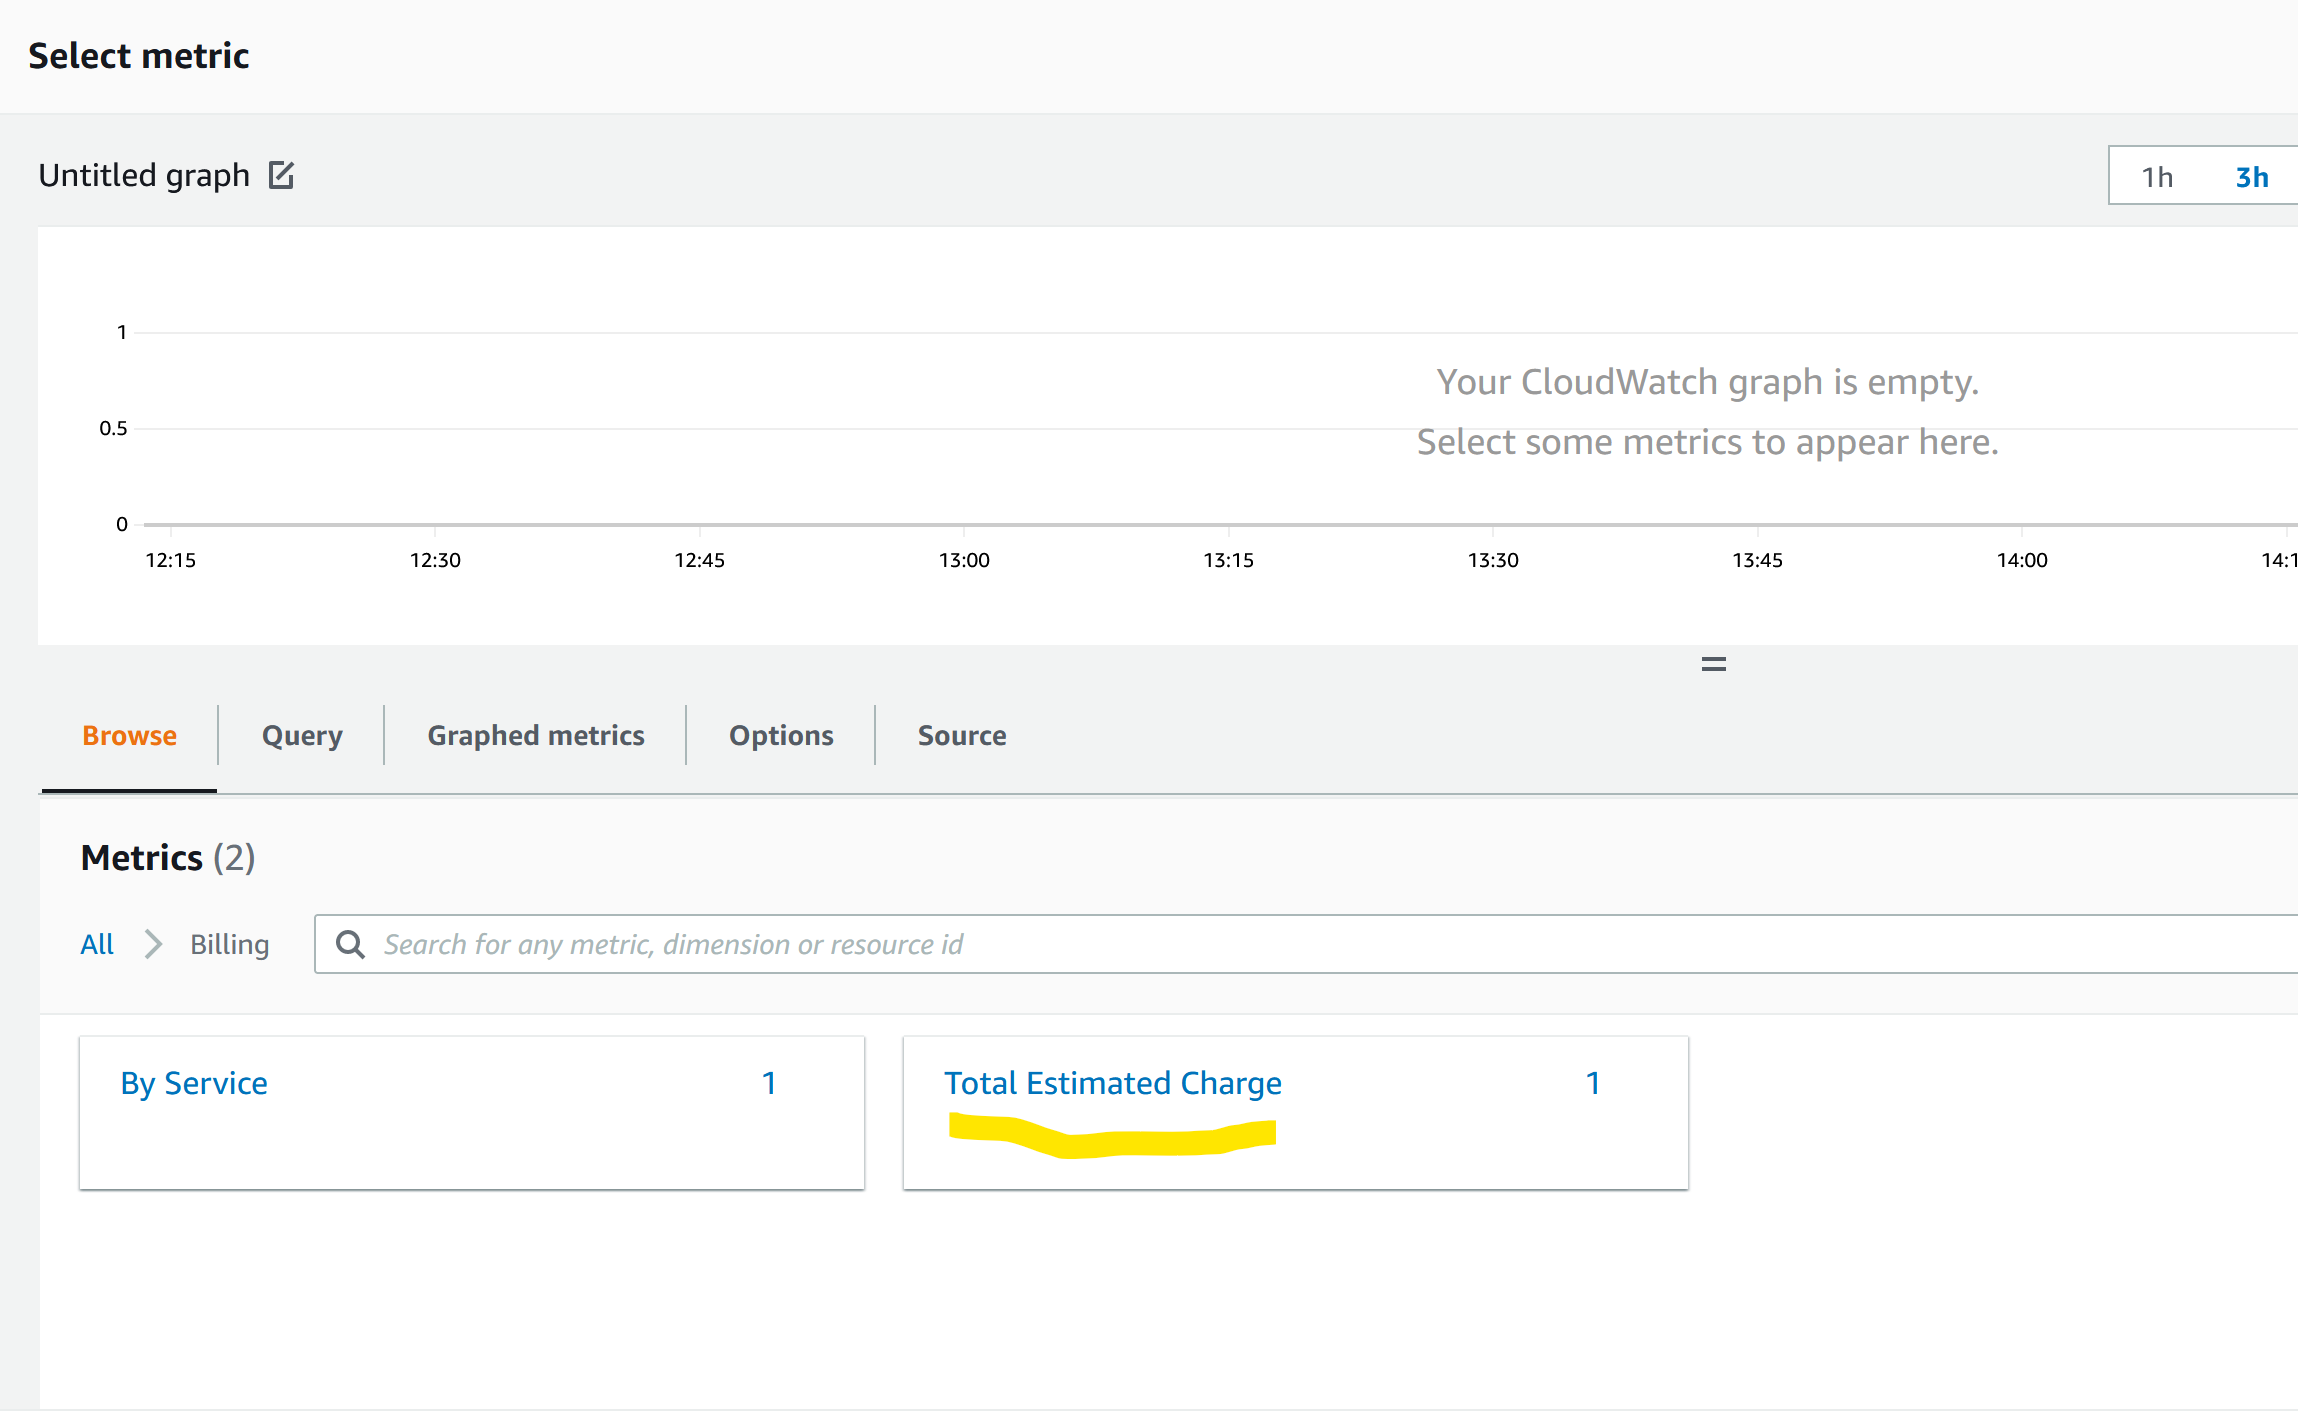 Select metric
Untitled graph
1h 3h
1
Your CloudWatch graph is empty.
0.5
Select some metrics to appear here.
0
12:15 12:30 12:45 13:00 13:15 13:30 13:45 14:00 14:1
Browse Query Graphed metrics Options Source
Metrics (2)
All Billing Search for any metric, dimension or resource id
By Service 1 Total Estimated Charge 1